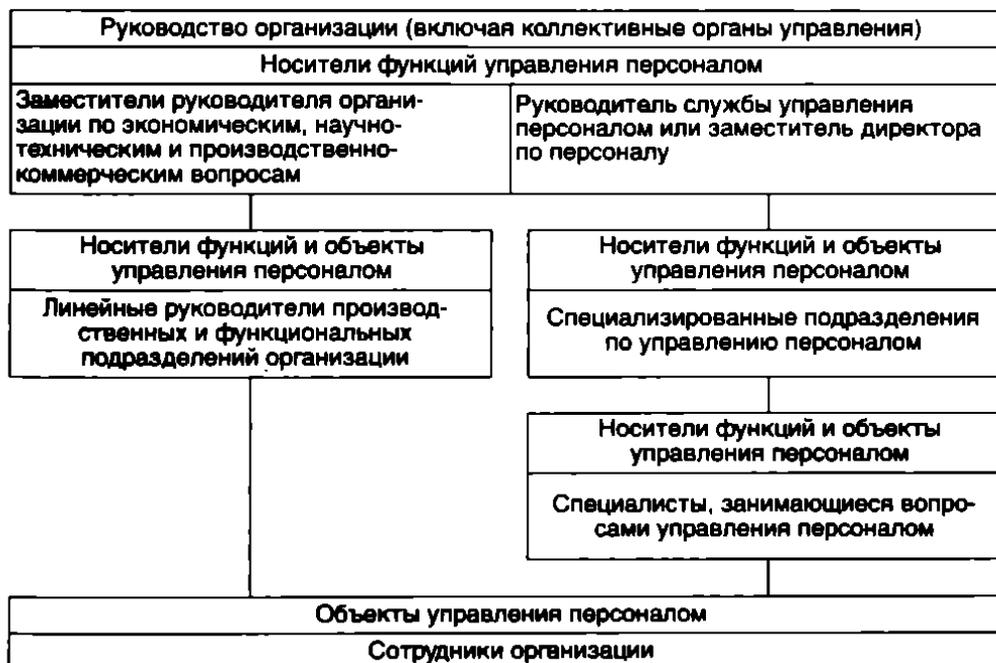 Руководство организации (включая коллективные органы управления)
Носители функций управления персоналом
Заместители руководителя органи-
зации по экономическим, научно-
техническим и производственно-
коммерческим вопросам
Руководитель службы управления
персоналом или заместитель директора
по персоналу
Носители функций и объекты
управления персоналом
Линейные руководители производ-
ственных и функциональных
подразделений организации
Носители функций и объекты
управления персоналом
Специализированные подразделения
по управлению персоналом
Носители функций и объекты
управления персоналом
Специалисты, занимающиеся вопро-
сами управления персоналом
Объекты управления персоналом
Сотрудники организации